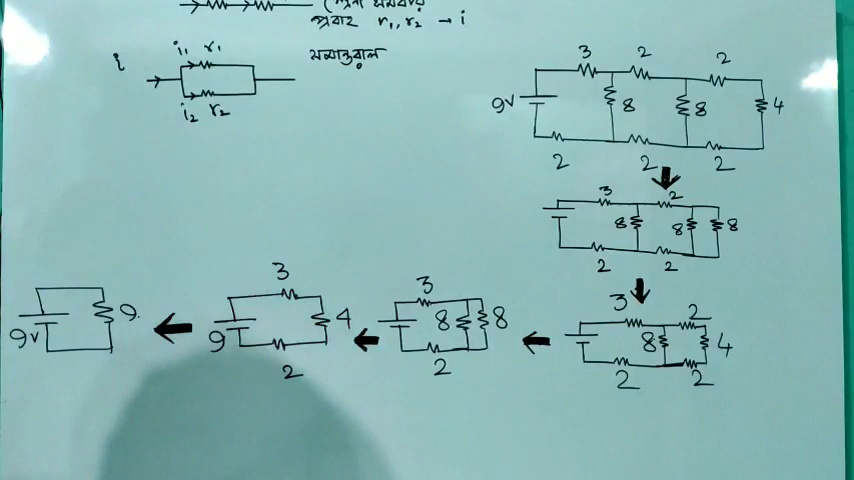 (শ্রেণী সমবায়
প্রবাহ r₁, r₂ → i
i i₁ r₁ সমান্তরাল
i₂ r₂
3 2 2
9V 8 8 4
2 2 2
3 2
8 8 8
2 2
3 2
8 4
2 2
3
8 8
2
3
9 4
2
9V 9.